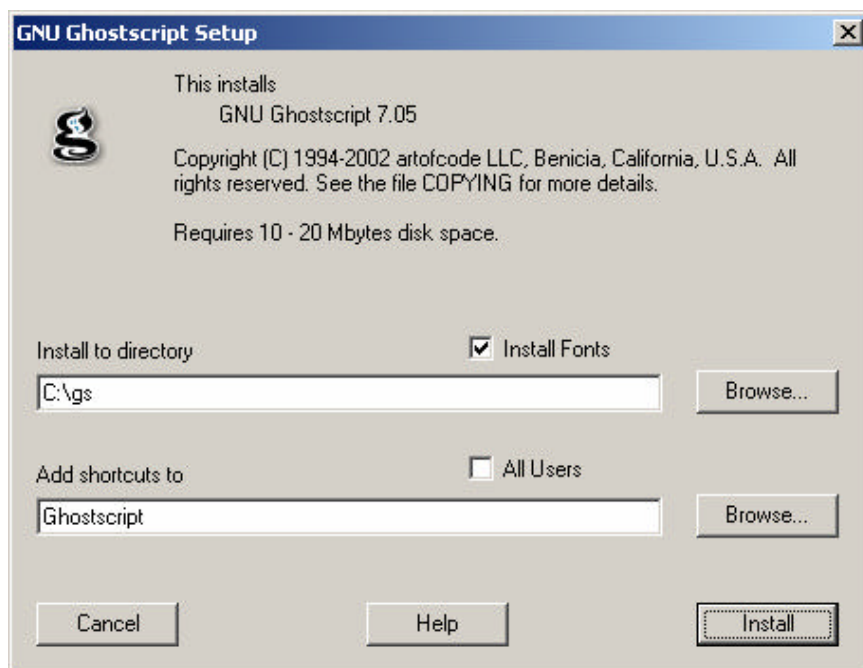 GNU Ghostscript Setup
This installs
GNU Ghostscript 7.05
Copyright (C) 1994-2002 artofcode LLC, Benicia, California, U.S.A. All
rights reserved. See the file COPYING for more details.
Requires 10 - 20 Mbytes disk space.
Install to directory
Install Fonts
C:\gs
Browse...
Add shortcuts to
All Users
Ghostscript
Browse...
Cancel
Help
Install